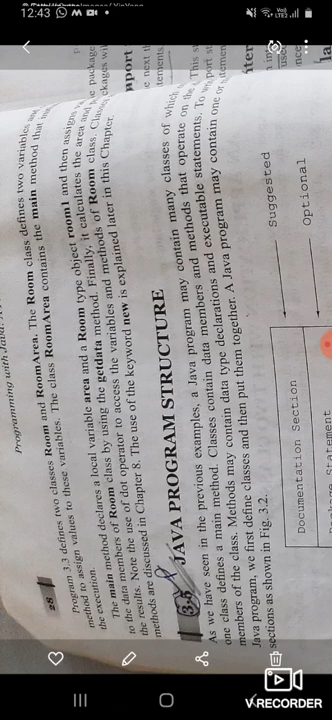 12:43
Programming with Java: A
28
Program 3.3 defines two classes Room and RoomArea. The Room class defines two variables and
method to assign values to these variables. The class RoomArea contains the main method that
the execution.
The main method declares a local variable area and a Room type object room1 and then assigns
to the data members of Room class by using the getdata method. Finally, it calculates the area and
the results. Note the use of dot operator to access the variables and methods of Room class. Classes
methods are discussed in Chapter 8. The use of the keyword new is explained later in this Chapter.
3.5 JAVA PROGRAM STRUCTURE
As we have seen in the previous examples, a Java program may contain many classes of which
one class defines a main method. Classes contain data members and methods that operate on the
members of the class. Methods may contain data type declarations and executable statements. To
Java program, we first define classes and then put them together. A Java program may contain one or
sections as shown in Fig. 3.2.
Documentation Section
Suggested
Statement
Optional
package
next
tements.
This
V·RECORDER